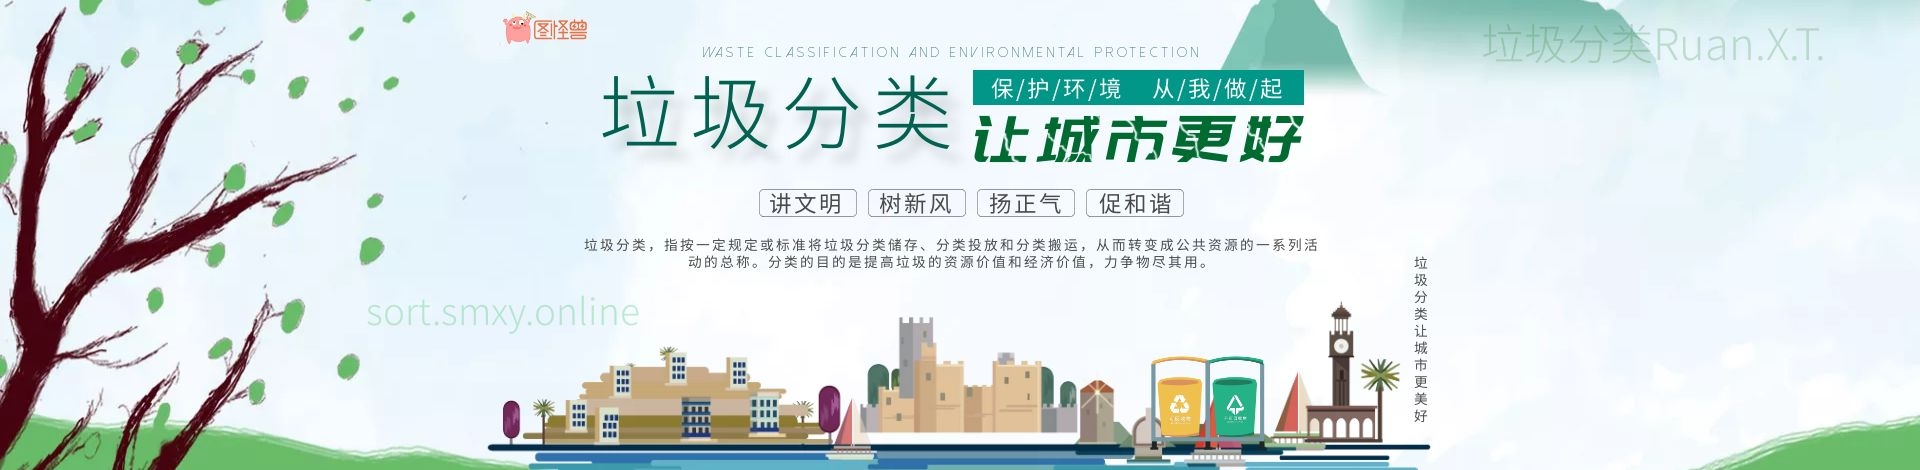 图怪兽
WASTE CLASSIFICATION AND ENVIRONMENTAL PROTECTION
垃圾分类Ruan.X.T.
垃圾分类
保/护/环/境 从/我/做/起
让城市更好
讲文明 树新风 扬正气 促和谐
垃圾分类，指按一定规定或标准将垃圾分类储存、分类投放和分类搬运，从而转变成公共资源的一系列活
动的总称。分类的目的是提高垃圾的资源价值和经济价值，力争物尽其用。
sort.smxy.online
垃圾分类让城市更美好